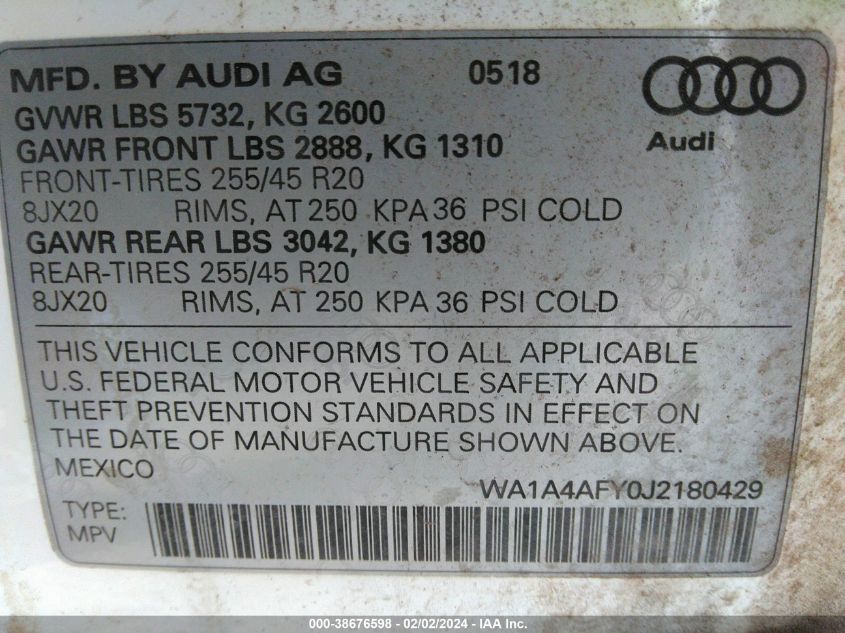 MFD. BY AUDI AG 0518
GVWR LBS 5732, KG 2600
GAWR FRONT LBS 2888, KG 1310
Audi
FRONT-TIRES 255/45 R20
8JX20 RIMS, AT 250 KPA 36 PSI COLD
GAWR REAR LBS 3042, KG 1380
REAR-TIRES 255/45 R20
8JX20 RIMS, AT 250 KPA 36 PSI COLD
THIS VEHICLE CONFORMS TO ALL APPLICABLE
U.S. FEDERAL MOTOR VEHICLE SAFETY AND
THEFT PREVENTION STANDARDS IN EFFECT ON
THE DATE OF MANUFACTURE SHOWN ABOVE.
MEXICO
WA1A4AFY0J2180429
TYPE:
MPV
000-38676598 - 02/02/2024 - IAA Inc.